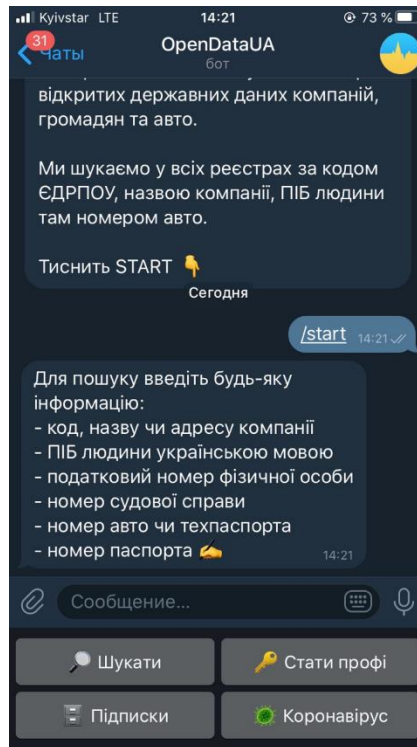 Kyivstar LTE 14:21 73 %
31
Чаты
OpenDataUA
бот
відкритих державних даних компаній,
громадян та авто.
Ми шукаємо у всіх реєстрах за кодом
ЄДРПОУ, назвою компанії, ПІБ людини
там номером авто.
Тиснить START 👇
Сегодня
/start 14:21
Для пошуку введіть будь-яку
інформацію:
- код, назву чи адресу компанії
- ПІБ людини українською мовою
- податковий номер фізичної особи
- номер судової справи
- номер авто чи техпаспорта
- номер паспорта ✍️ 14:21
Сообщение...
🔎 Шукати
🔑 Стати профі
🗄 Підписки
🦠 Коронавірус